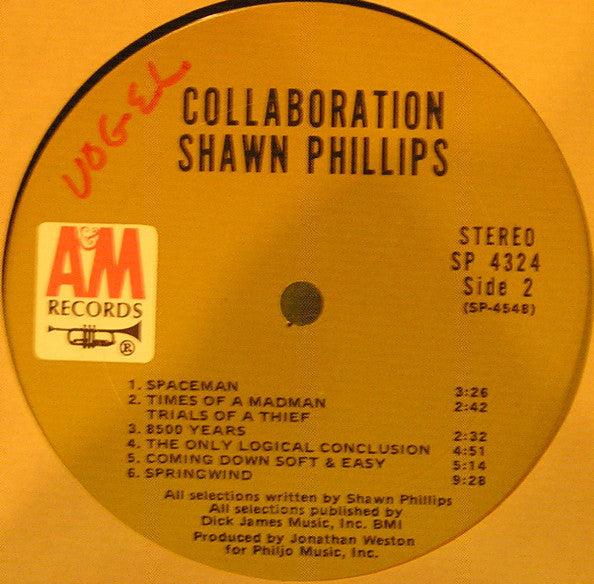 VOGEL.
COLLABORATION
SHAWN PHILLIPS
A&M
RECORDS
®
STEREO
SP 4324
Side 2
(SP-4548)
1. SPACEMAN 3:26
2. TIMES OF A MADMAN 2:42
TRIALS OF A THIEF
3. 8500 YEARS 2:32
4. THE ONLY LOGICAL CONCLUSION 4:51
5. COMING DOWN SOFT & EASY 5:14
6. SPRINGWIND 9:28
All selections written by Shawn Phillips
All selections published by
Dick James Music, Inc. BMI
Produced by Jonathan Weston
for Philjo Music, Inc.